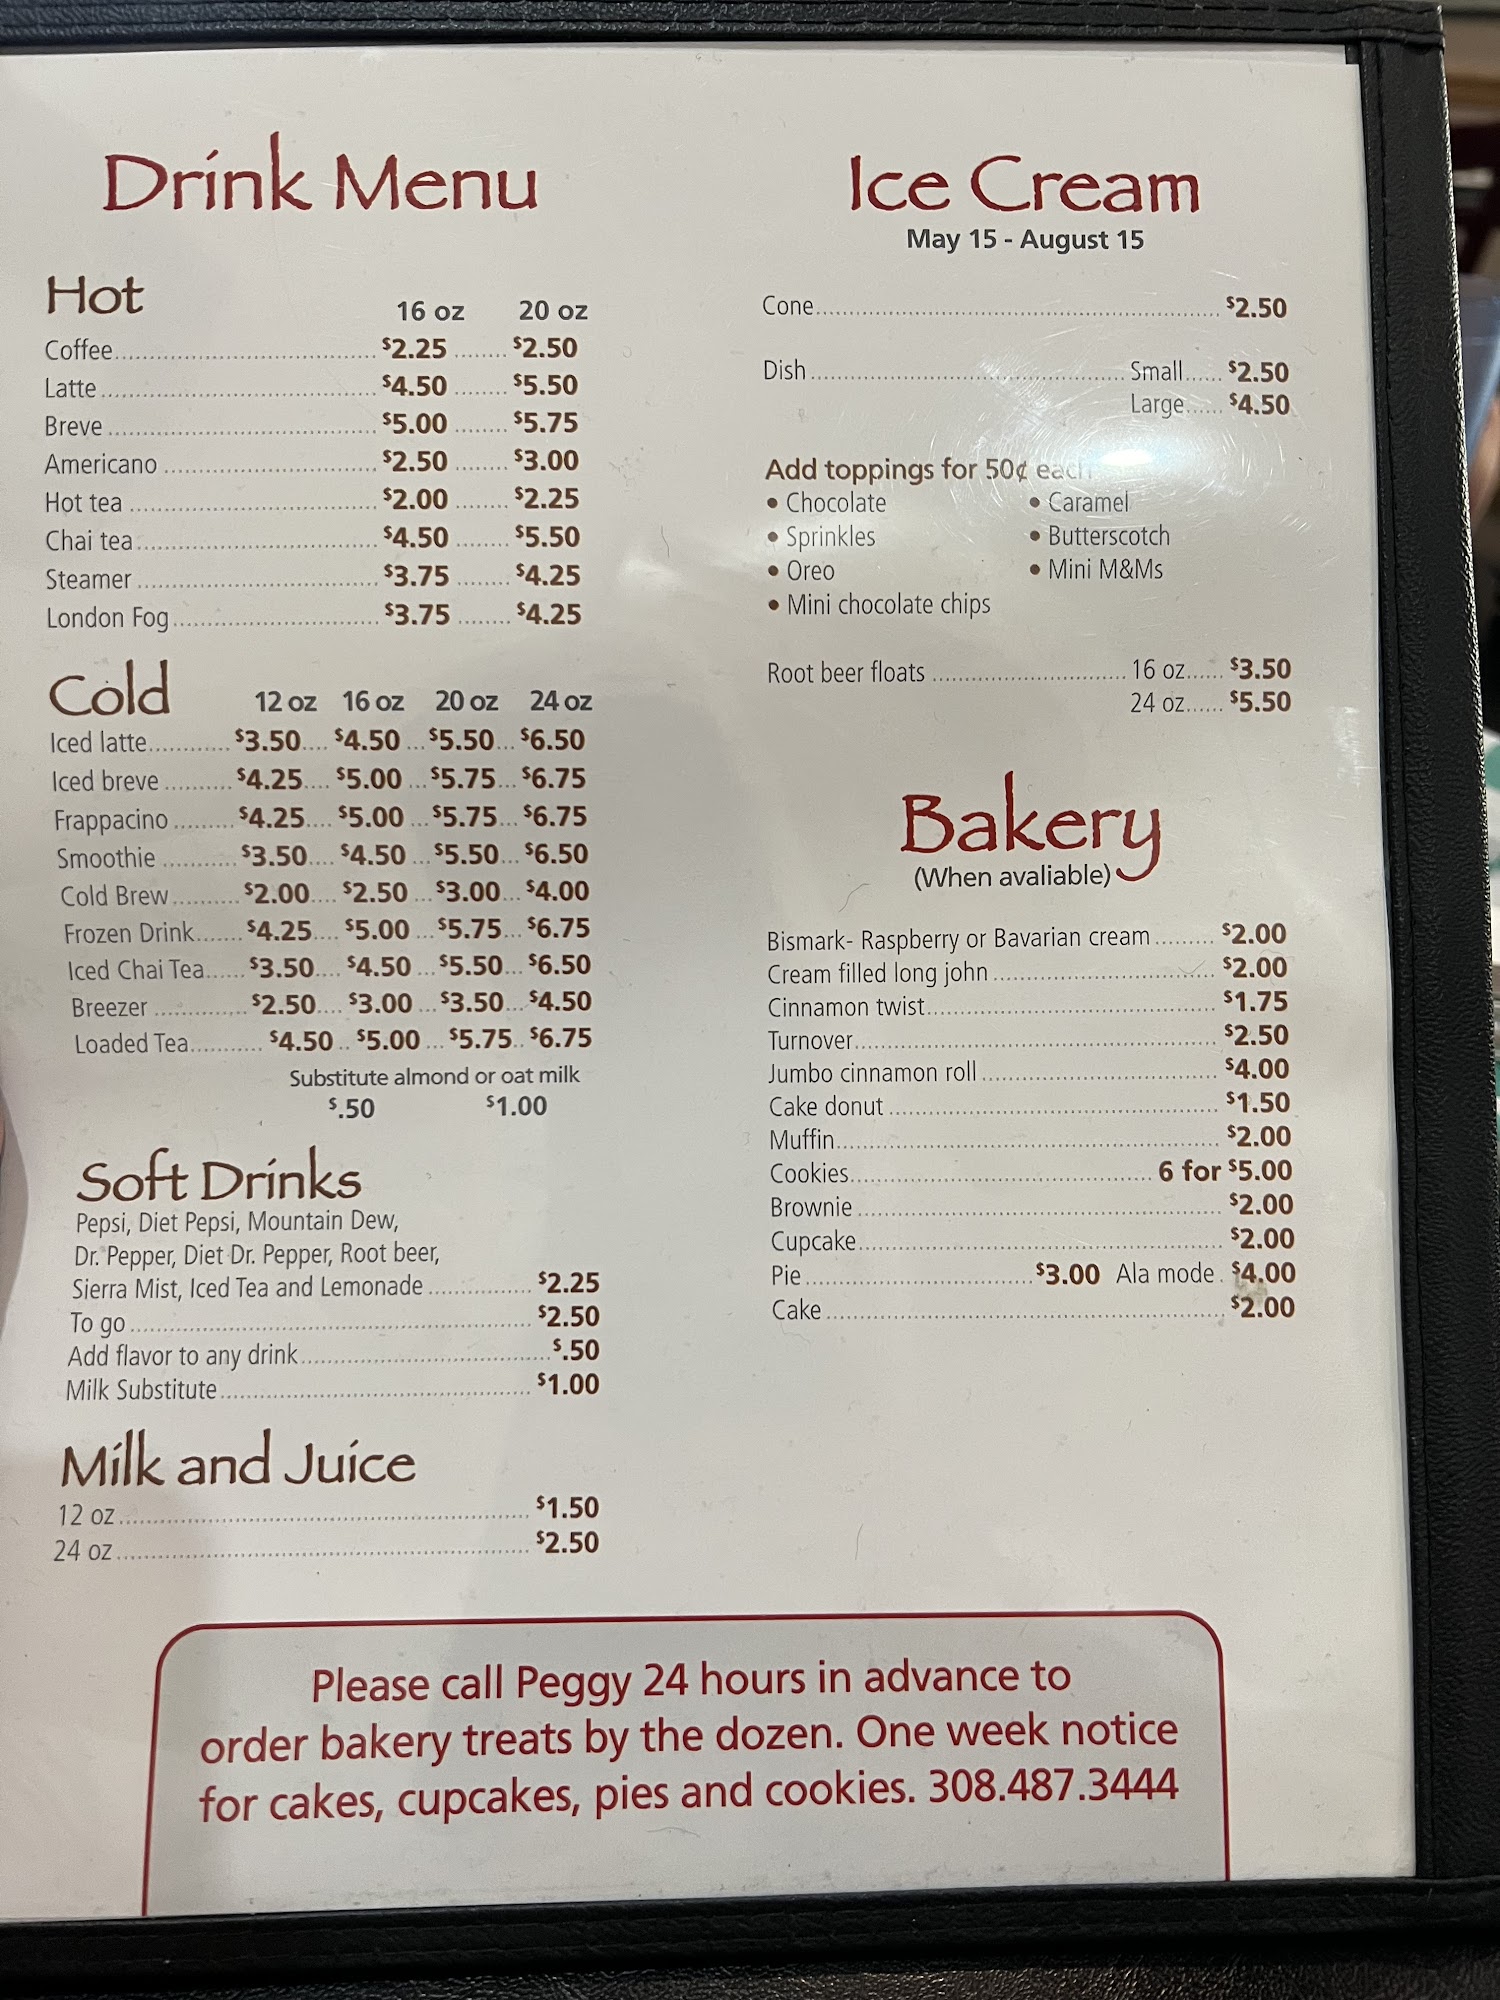 Drink Menu
Hot 16 oz 20 oz
Coffee $2.25 $2.50
Latte $4.50 $5.50
Breve $5.00 $5.75
Americano $2.50 $3.00
Hot tea $2.00 $2.25
Chai tea $4.50 $5.50
Steamer $3.75 $4.25
London Fog $3.75 $4.25
Cold 12 oz 16 oz 20 oz 24 oz
Iced latte $3.50 $4.50 $5.50 $6.50
Iced breve $4.25 $5.00 $5.75 $6.75
Frappacino $4.25 $5.00 $5.75 $6.75
Smoothie $3.50 $4.50 $5.50 $6.50
Cold Brew $2.00 $2.50 $3.00 $4.00
Frozen Drink $4.25 $5.00 $5.75 $6.75
Iced Chai Tea $3.50 $4.50 $5.50 $6.50
Breezer $2.50 $3.00 $3.50 $4.50
Loaded Tea $4.50 $5.00 $5.75 $6.75
Substitute almond or oat milk
$.50 $1.00
Soft Drinks
Pepsi, Diet Pepsi, Mountain Dew,
Dr. Pepper, Diet Dr. Pepper, Root beer,
Sierra Mist, Iced Tea and Lemonade $2.25
To go $2.50
Add flavor to any drink $.50
Milk Substitute $1.00
Milk and Juice
12 oz $1.50
24 oz $2.50
Ice Cream
May 15 - August 15
Cone $2.50
Dish Small $2.50
Large $4.50
Add toppings for 50¢ each
• Chocolate • Caramel
• Sprinkles • Butterscotch
• Oreo • Mini M&Ms
• Mini chocolate chips
Root beer floats 16 oz $3.50
24 oz $5.50
Bakery
(When avaliable)
Bismark- Raspberry or Bavarian cream $2.00
Cream filled long john $2.00
Cinnamon twist $1.75
Turnover $2.50
Jumbo cinnamon roll $4.00
Cake donut $1.50
Muffin $2.00
Cookies 6 for $5.00
Brownie $2.00
Cupcake $2.00
Pie $3.00 Ala mode $4.00
Cake $2.00
Please call Peggy 24 hours in advance to
order bakery treats by the dozen. One week notice
for cakes, cupcakes, pies and cookies. 308.487.3444